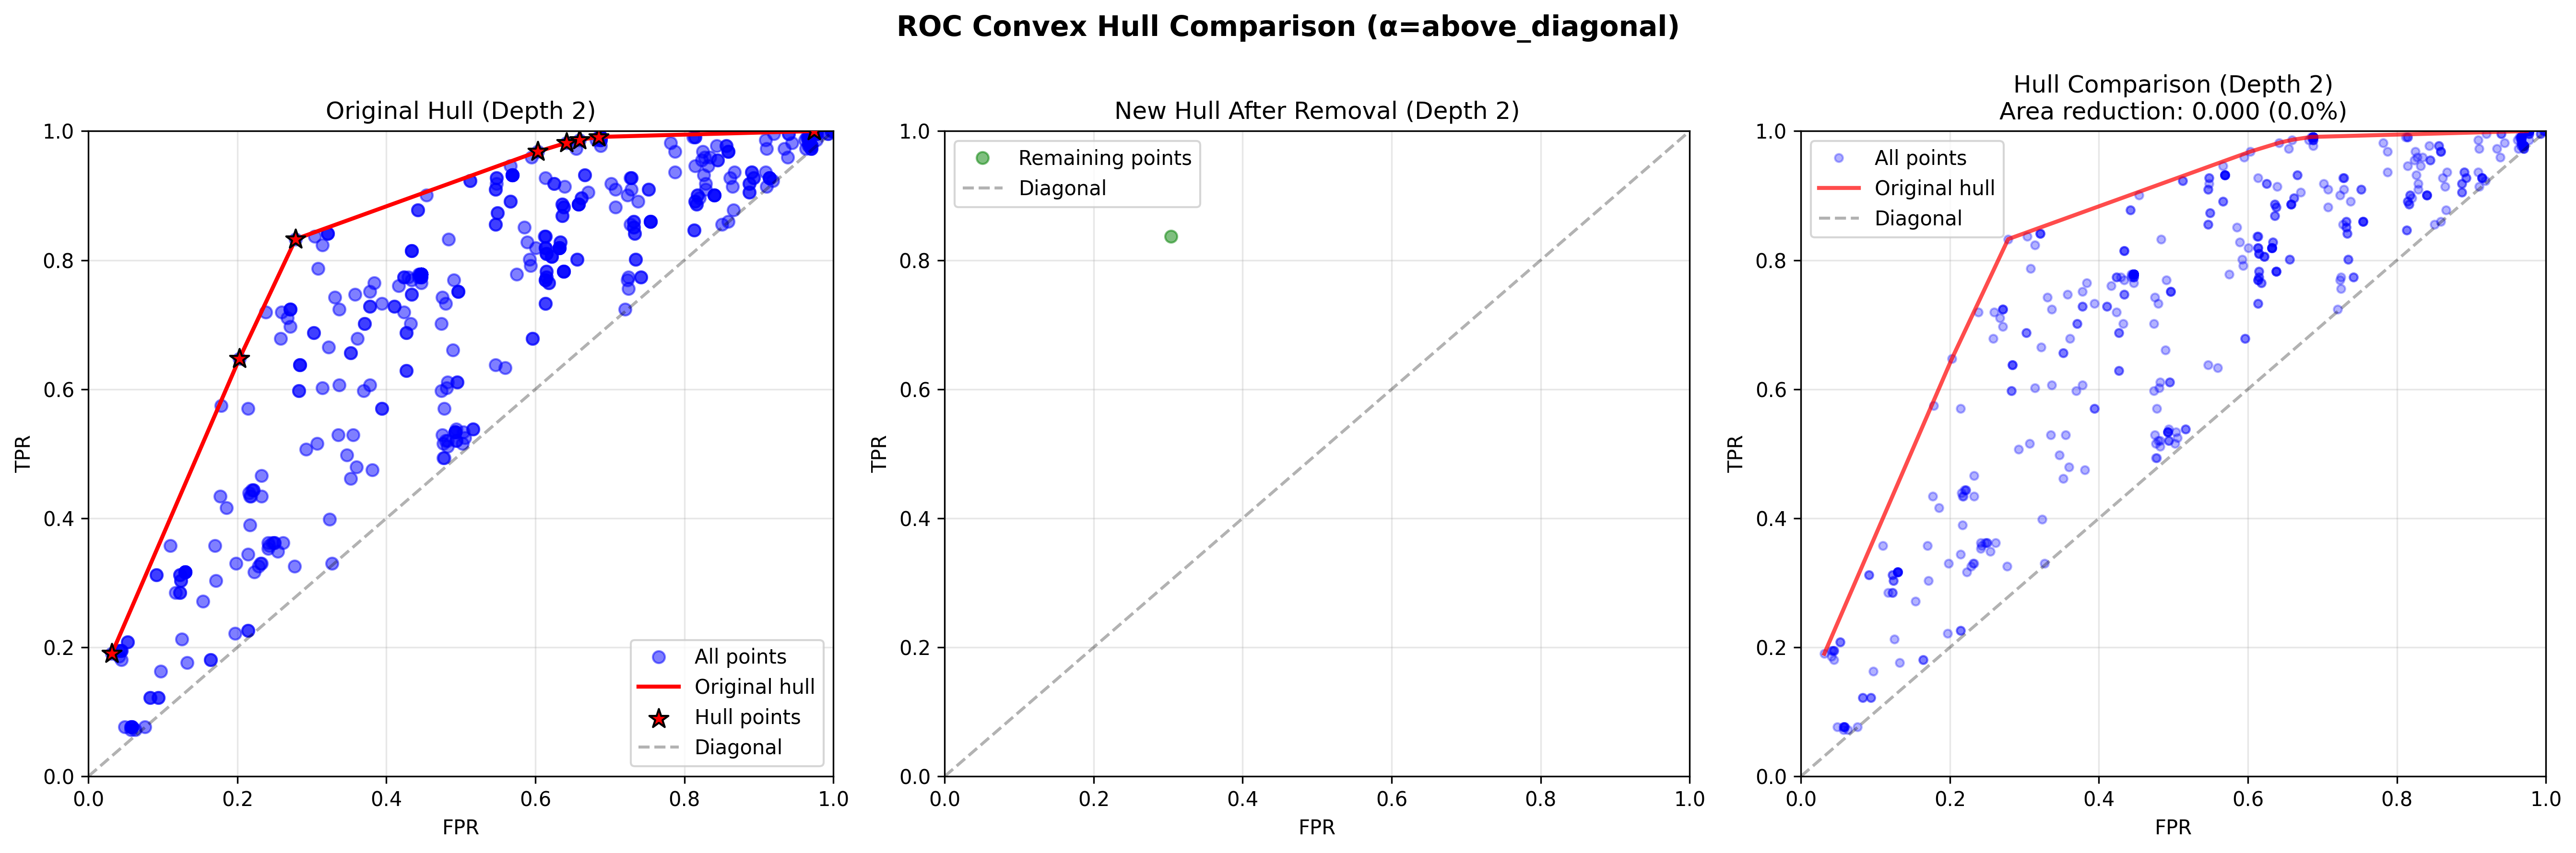 ROC Convex Hull Comparison (α=above_diagonal)
Original Hull (Depth 2)
1.0
0.8
0.6
0.4
0.2
0.0
TPR
0.0 0.2 0.4 0.6 0.8 1.0
FPR
All points
Original hull
Hull points
Diagonal
New Hull After Removal (Depth 2)
1.0
0.8
0.6
0.4
0.2
0.0
TPR
0.0 0.2 0.4 0.6 0.8 1.0
FPR
Remaining points
Diagonal
Hull Comparison (Depth 2)
Area reduction: 0.000 (0.0%)
1.0
0.8
0.6
0.4
0.2
0.0
TPR
0.0 0.2 0.4 0.6 0.8 1.0
FPR
All points
Original hull
Diagonal